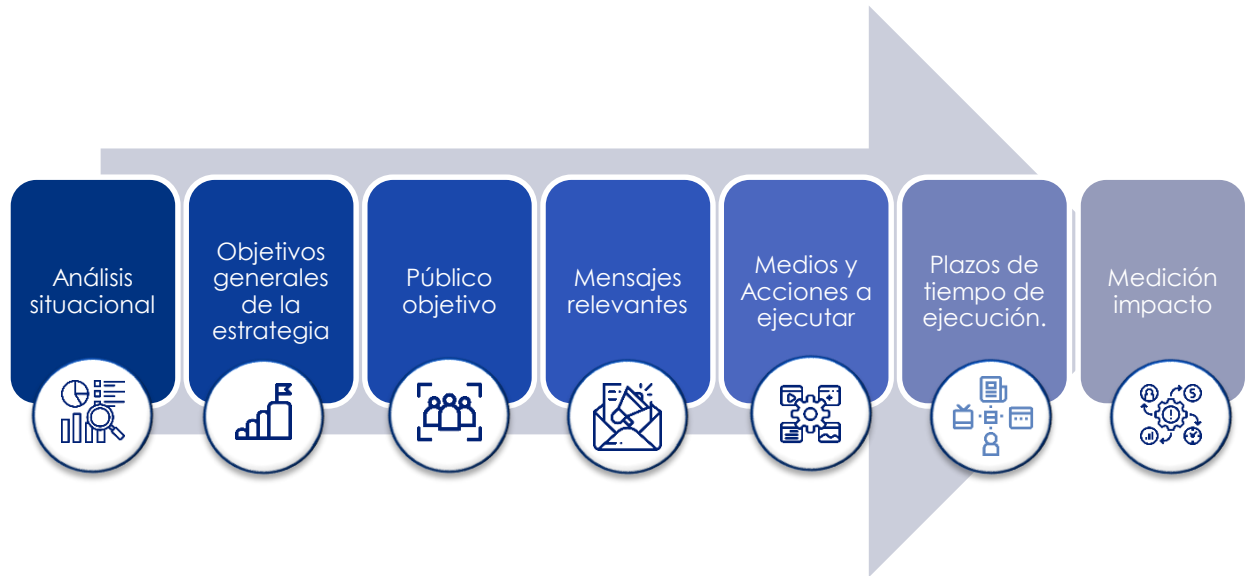 Análisis
situacional
Objetivos
generales
de la
estrategia
Público
objetivo
Mensajes
relevantes
Medios y
Acciones a
ejecutar
Plazos de
tiempo de
ejecución.
Medición
impacto